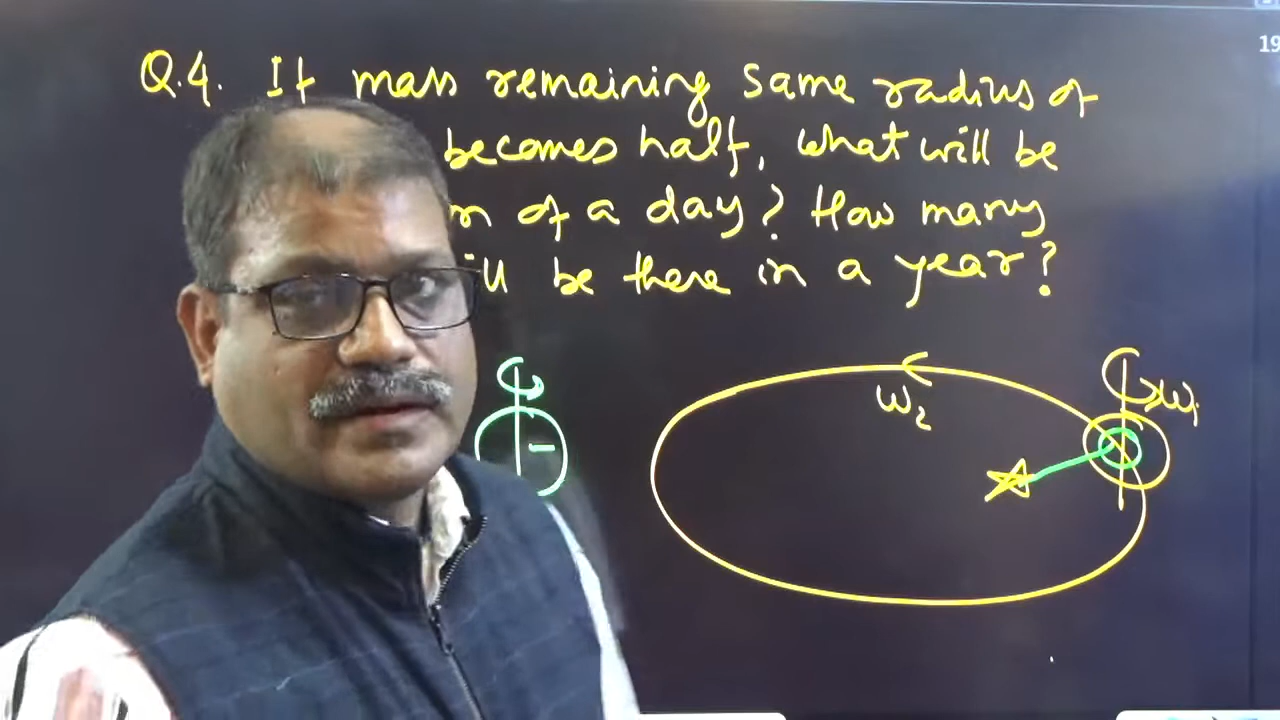 Q.4. If mass remaining same radius of
becomes half, what will be
of a day? How many
be there in a year?
ω₂
ω₁
19